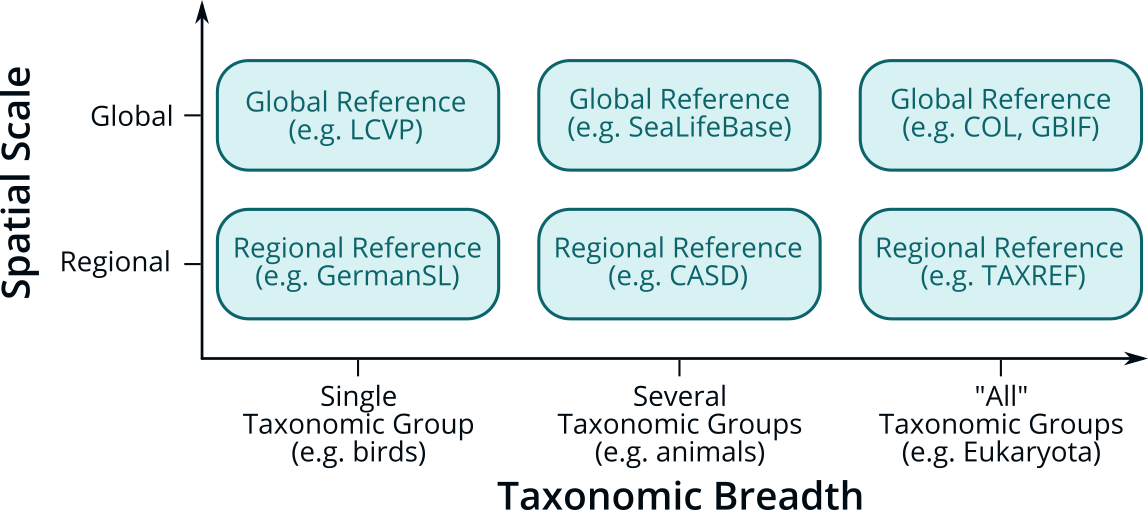 Spatial Scale
Global
Global Reference
(e.g. LCVP)
Global Reference
(e.g. SeaLifeBase)
Global Reference
(e.g. COL, GBIF)
Regional
Regional Reference
(e.g. GermanSL)
Regional Reference
(e.g. CASD)
Regional Reference
(e.g. TAXREF)
Single
Taxonomic Group
(e.g. birds)
Several
Taxonomic Groups
(e.g. animals)
"All"
Taxonomic Groups
(e.g. Eukaryota)
Taxonomic Breadth